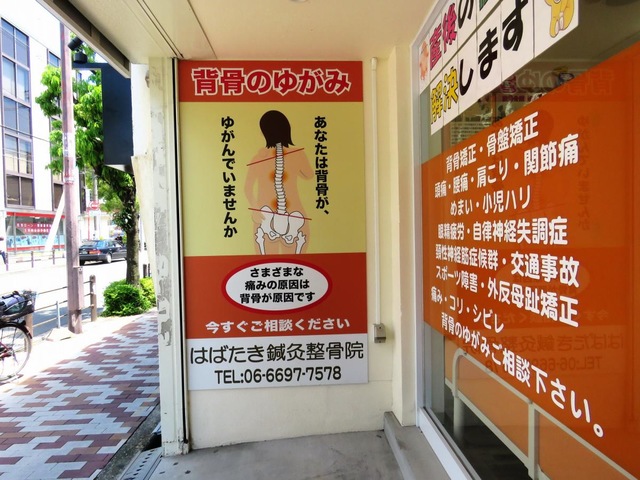 背骨のゆがみ
あなたは背骨が、
ゆがんでいませんか
さまざまな
痛みの原因は
背骨が原因です
今すぐご相談ください
はばたき鍼灸整骨院
TEL:06-6697-7578
解決します
背骨矯正・骨盤矯正
頭痛・腰痛・肩こり・関節痛
めまい・小児ハリ
眼精疲労・自律神経失調症
頚性神経筋症候群・交通事故
スポーツ障害・外反母趾矯正
痛み・コリ・シビレ
背骨のゆがみご相談下さい。